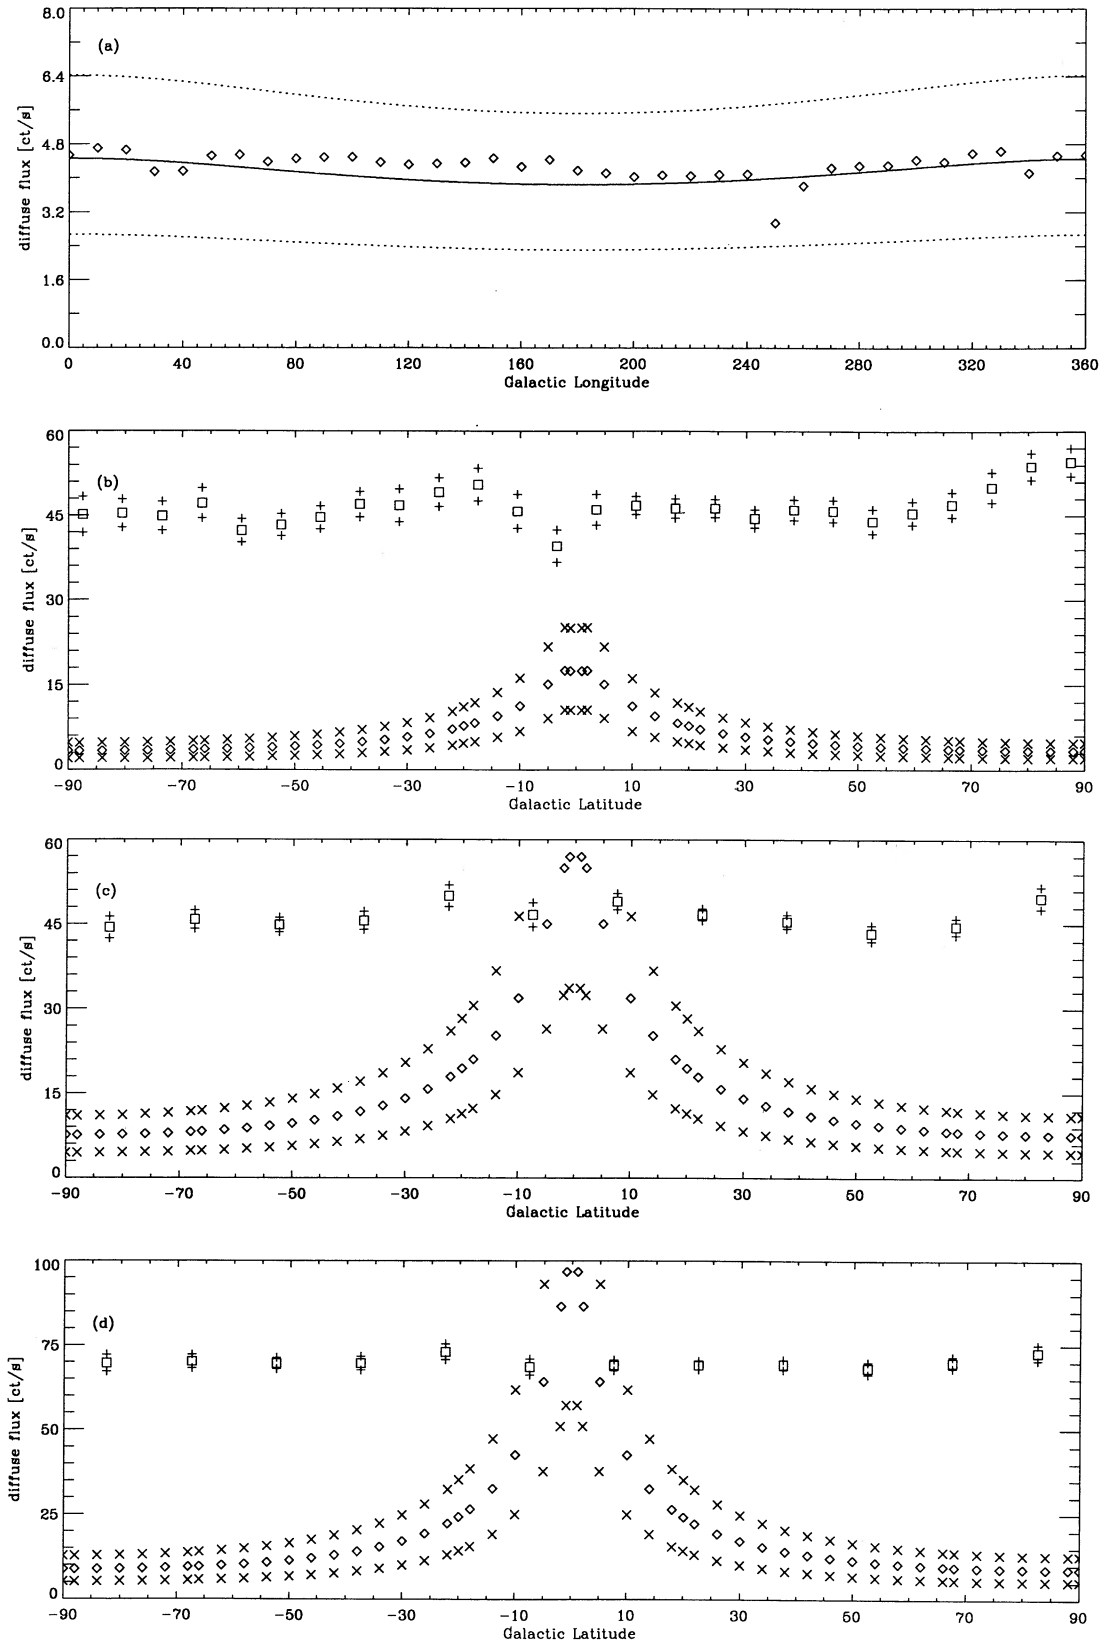 8.0
(a)
6.4
4.8
3.2
1.6
0.0
diffuse flux [ct/s]
0 40 80 120 160 200 240 280 320 360
Galactic Longitude
60
(b)
45
30
15
0
diffuse flux [ct/s]
-90 -70 -50 -30 -10 10 30 50 70 90
Galactic Latitude
60
(c)
45
30
15
0
diffuse flux [ct/s]
-90 -70 -50 -30 -10 10 30 50 70 90
Galactic Latitude
100
(d)
75
50
25
0
diffuse flux [ct/s]
-90 -70 -50 -30 -10 10 30 50 70 90
Galactic Latitude